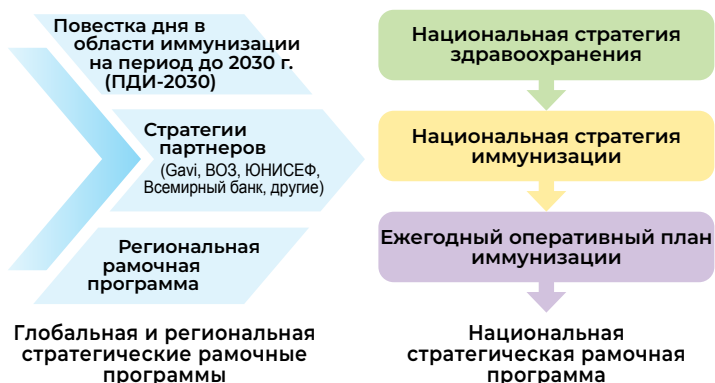 Повестка дня в
области иммунизации
на период до 2030 г.
(ПДИ-2030)
Стратегии
партнеров
(Gavi, ВОЗ, ЮНИСЕФ,
Всемирный банк, другие)
Региональная
рамочная
программа
Глобальная и региональная
стратегические рамочные
программы
Национальная стратегия
здравоохранения
Национальная стратегия
иммунизации
Ежегодный оперативный план
иммунизации
Национальная
стратегическая рамочная
программа